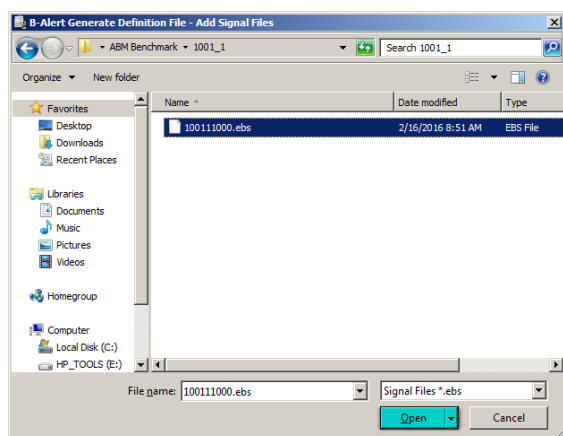 B-Alert Generate Definition File - Add Signal Files
ABM Benchmark 1001_1 Search 1001_1
Organize New folder
Favorites
Desktop
Downloads
Recent Places
Libraries
Documents
Music
Pictures
Videos
Homegroup
Computer
Local Disk (C:)
HP_TOOLS (E:)
Name Date modified Type
100111000.ebs 2/16/2016 8:51 AM EBS File
File name: 100111000.ebs Signal Files *.ebs
Open Cancel